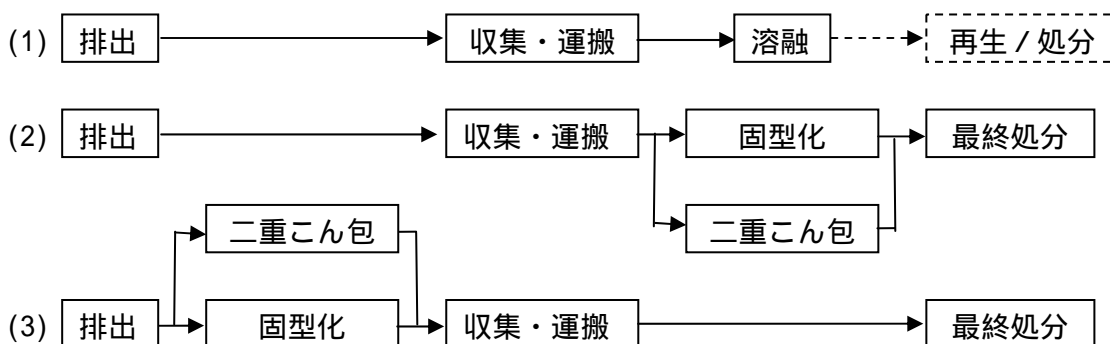 (1) 排出 収集・運搬 溶融 再生 / 処分
(2) 排出 収集・運搬 固型化 最終処分
二重こん包
二重こん包
(3) 排出 固型化 収集・運搬 最終処分